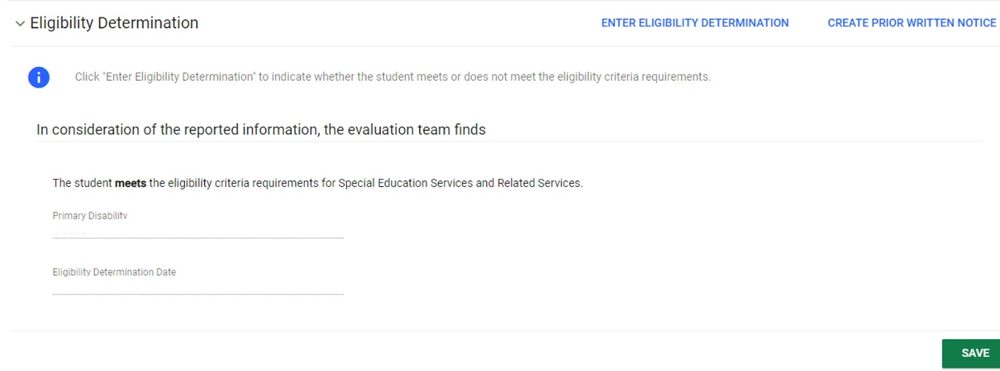 Eligibility Determination
ENTER ELIGIBILITY DETERMINATION
CREATE PRIOR WRITTEN NOTICE
Click "Enter Eligibility Determination" to indicate whether the student meets or does not meet the eligibility criteria requirements.
In consideration of the reported information, the evaluation team finds
The student meets the eligibility criteria requirements for Special Education Services and Related Services.
Primary Disability
Eligibility Determination Date
SAVE